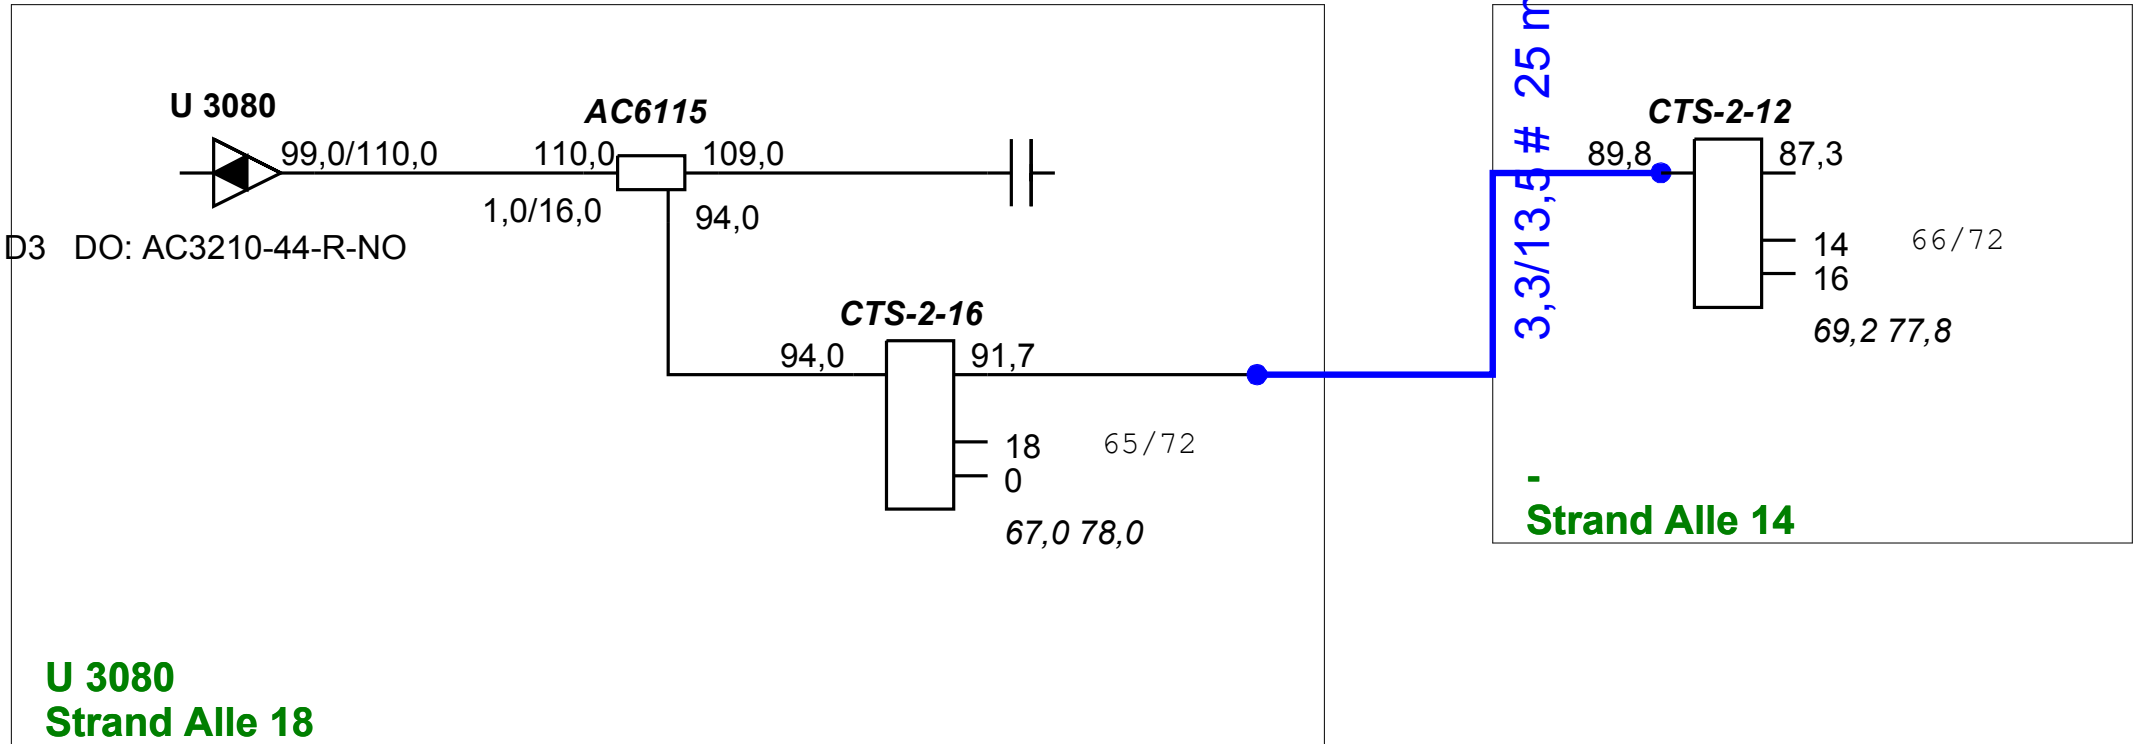 U 3080
99,0/110,0
AC6115
110,0
109,0
1,0/16,0
94,0
D3 DO: AC3210-44-R-NO
CTS-2-16
94,0
91,7
18
65/72
0
67,0 78,0
U 3080
Strand Alle 18
3,3/13,5 # 25 m
CTS-2-12
89,8
87,3
14
66/72
16
69,2 77,8
-
Strand Alle 14